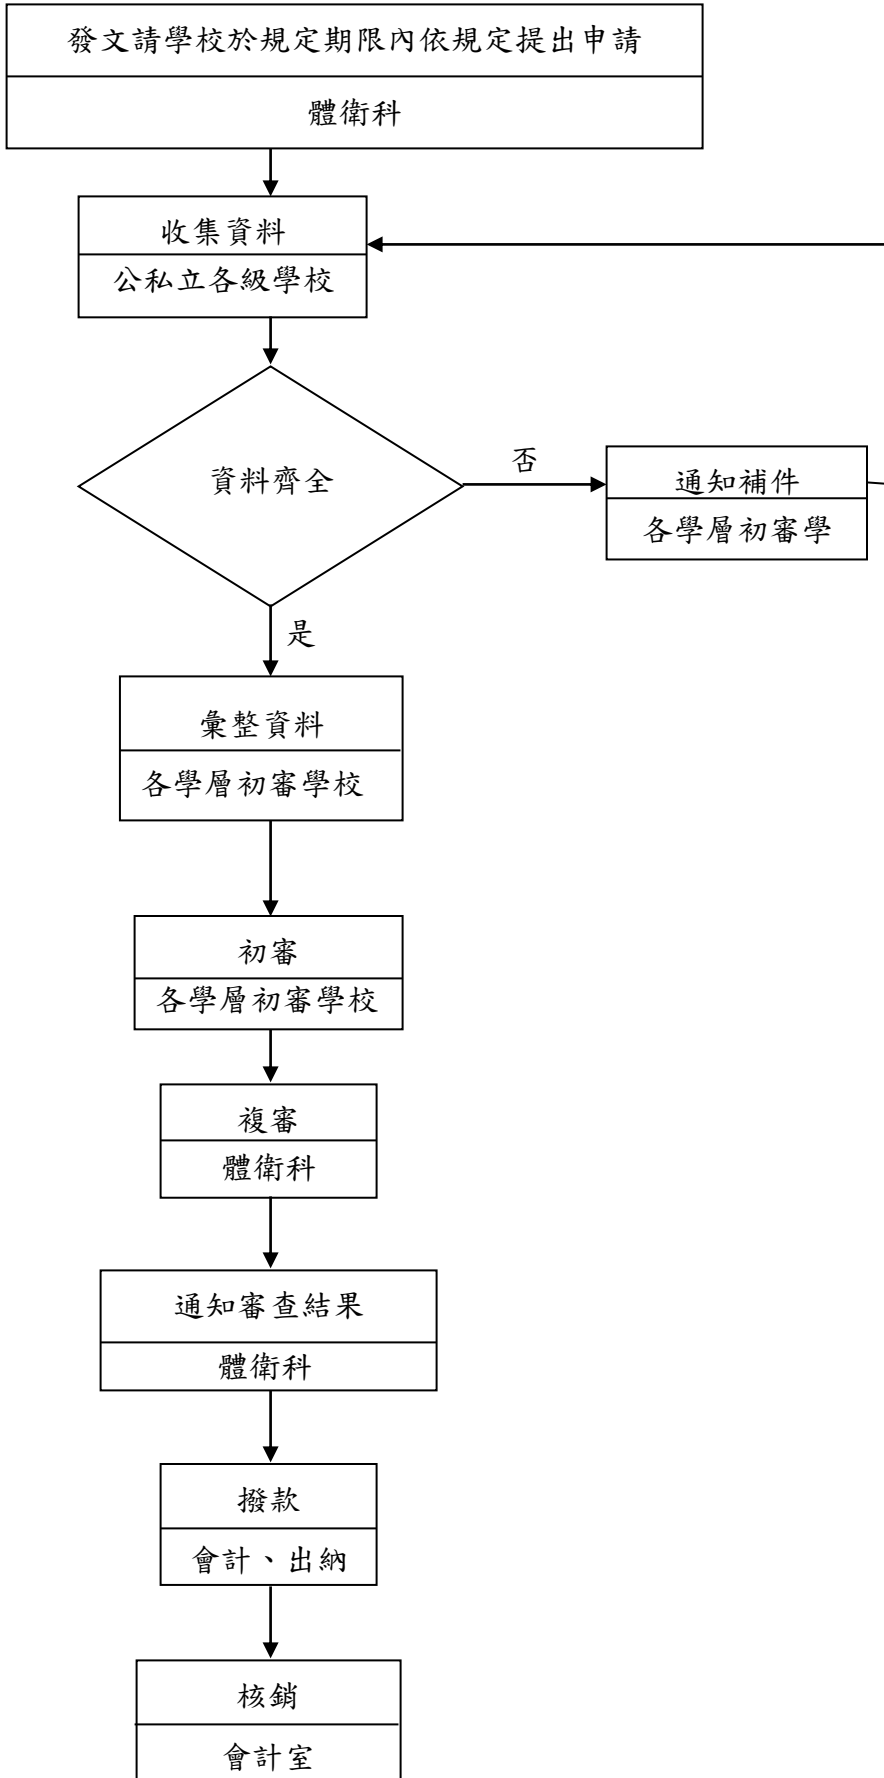 發文請學校於規定期限內依規定提出申請
體衛科
收集資料
公私立各級學校
資料齊全
否
通知補件
各學層初審學
是
彙整資料
各學層初審學校
初審
各學層初審學校
複審
體衛科
通知審查結果
體衛科
撥款
會計、出納
核銷
會計室